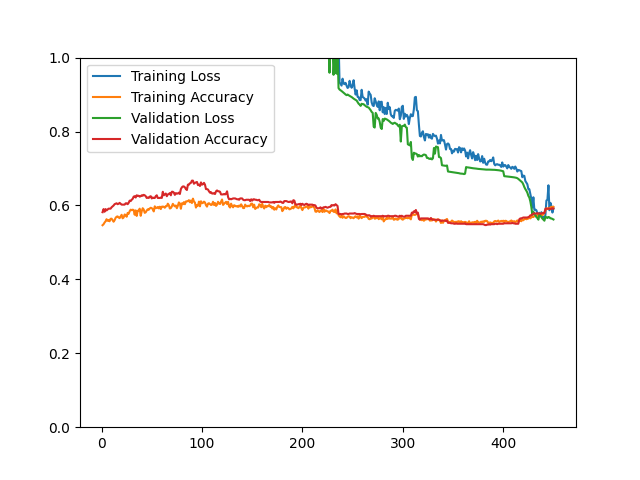 1.0
0.8
0.6
0.4
0.2
0.0
Training Loss
Training Accuracy
Validation Loss
Validation Accuracy
0 100 200 300 400